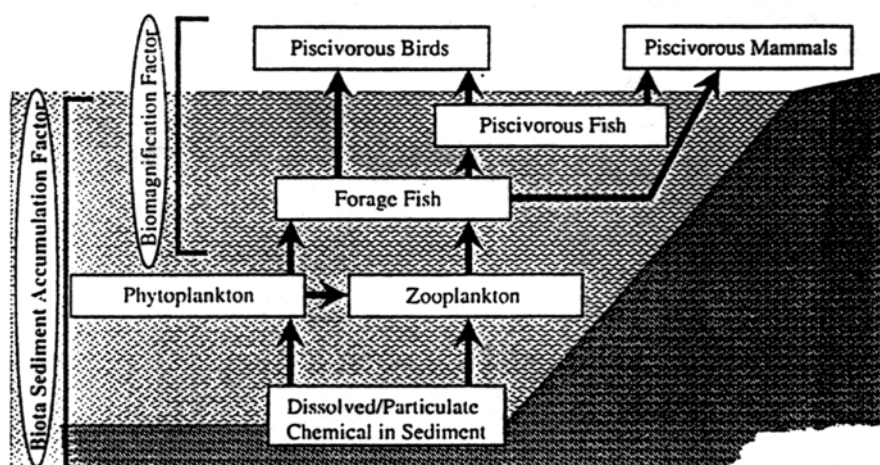 Piscivorous Birds
Piscivorous Mammals
Biomagnification Factor
Piscivorous Fish
Biota Sediment Accumulation Factor
Forage Fish
Phytoplankton
Zooplankton
Dissolved/Particulate
Chemical in Sediment